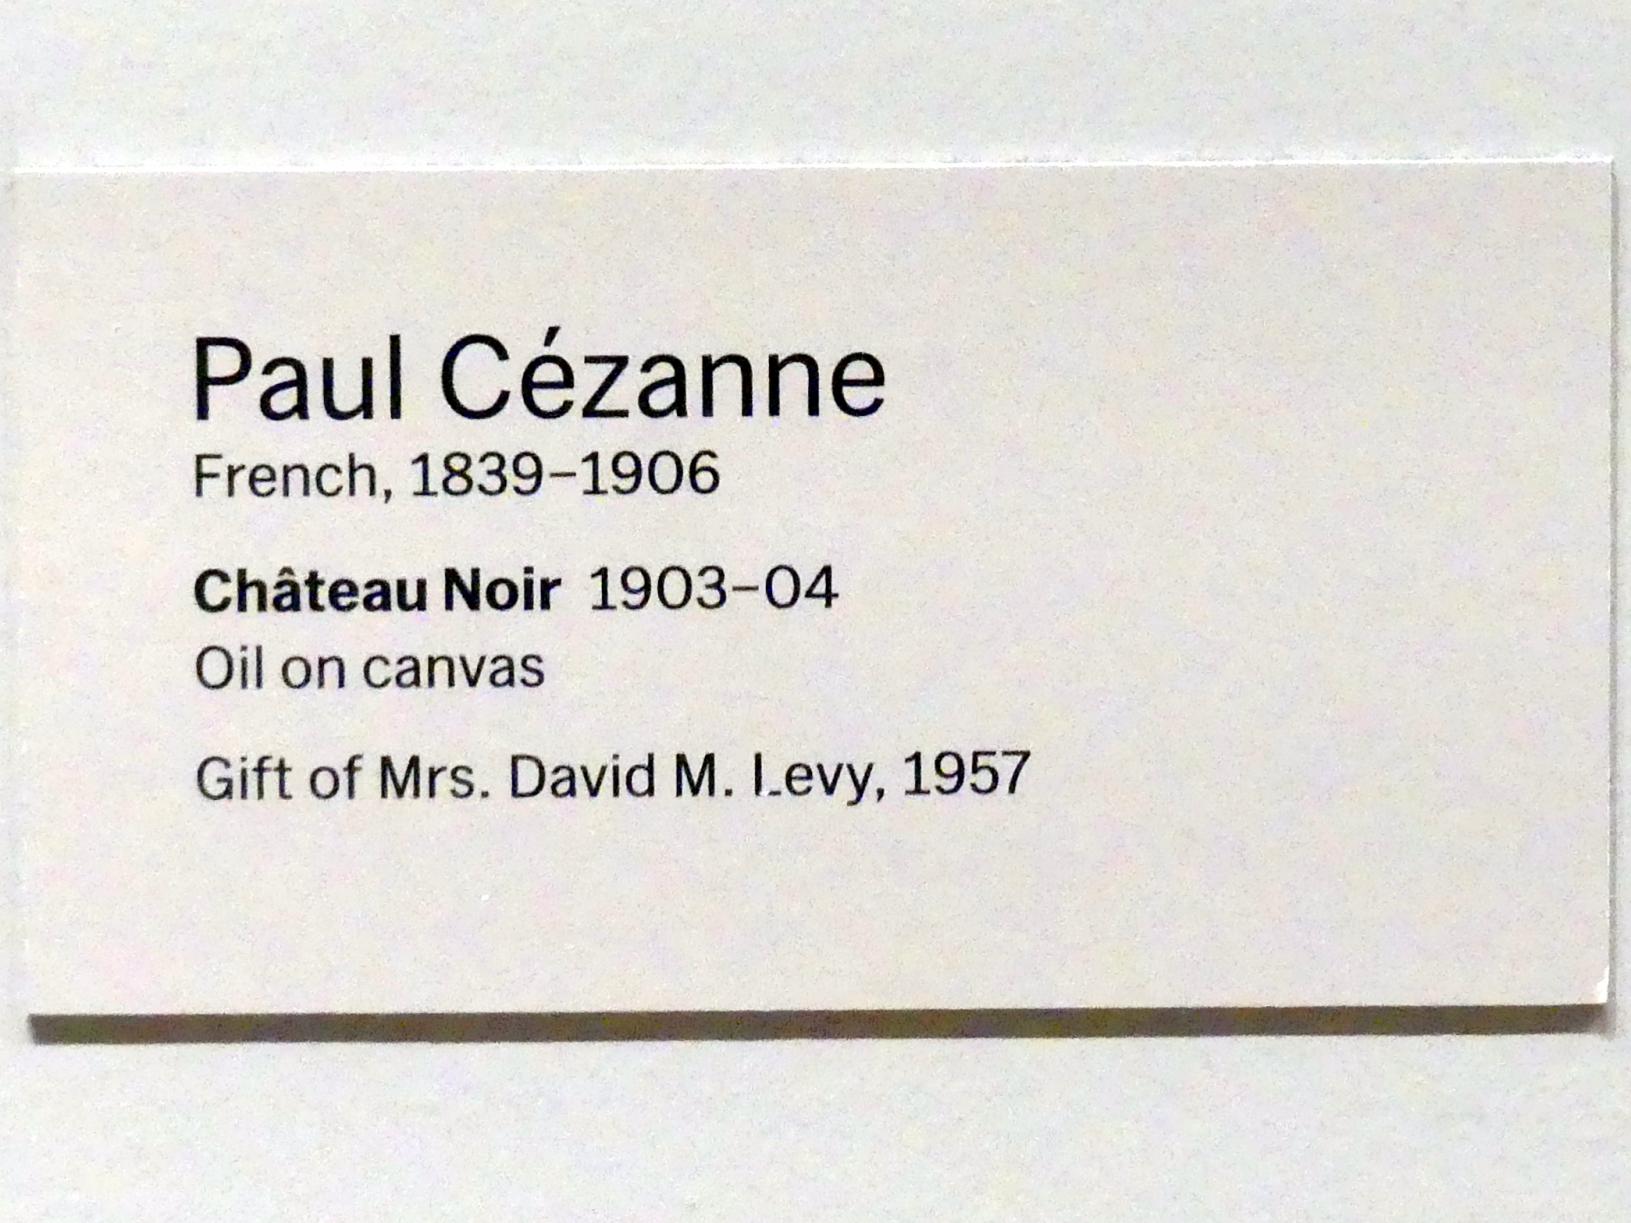 Paul Cézanne
French, 1839–1906
Château Noir 1903–04
Oil on canvas
Gift of Mrs. David M. Levy, 1957